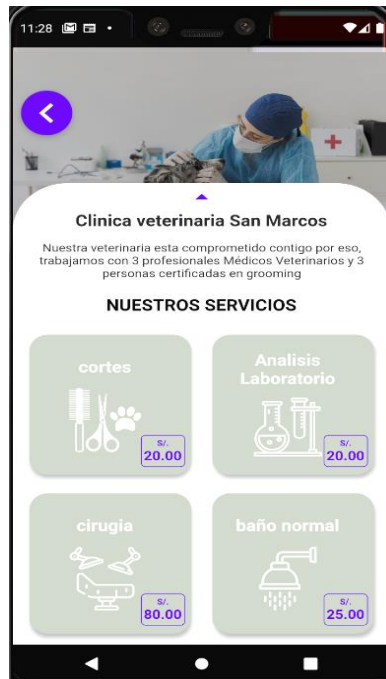 11:28
Clinica veterinaria San Marcos
Nuestra veterinaria esta comprometido contigo por eso,
trabajamos con 3 profesionales Médicos Veterinarios y 3
personas certificadas en grooming
NUESTROS SERVICIOS
cortes
S/.
20.00
Analisis
Laboratorio
S/.
20.00
cirugia
S/.
80.00
baño normal
S/.
25.00